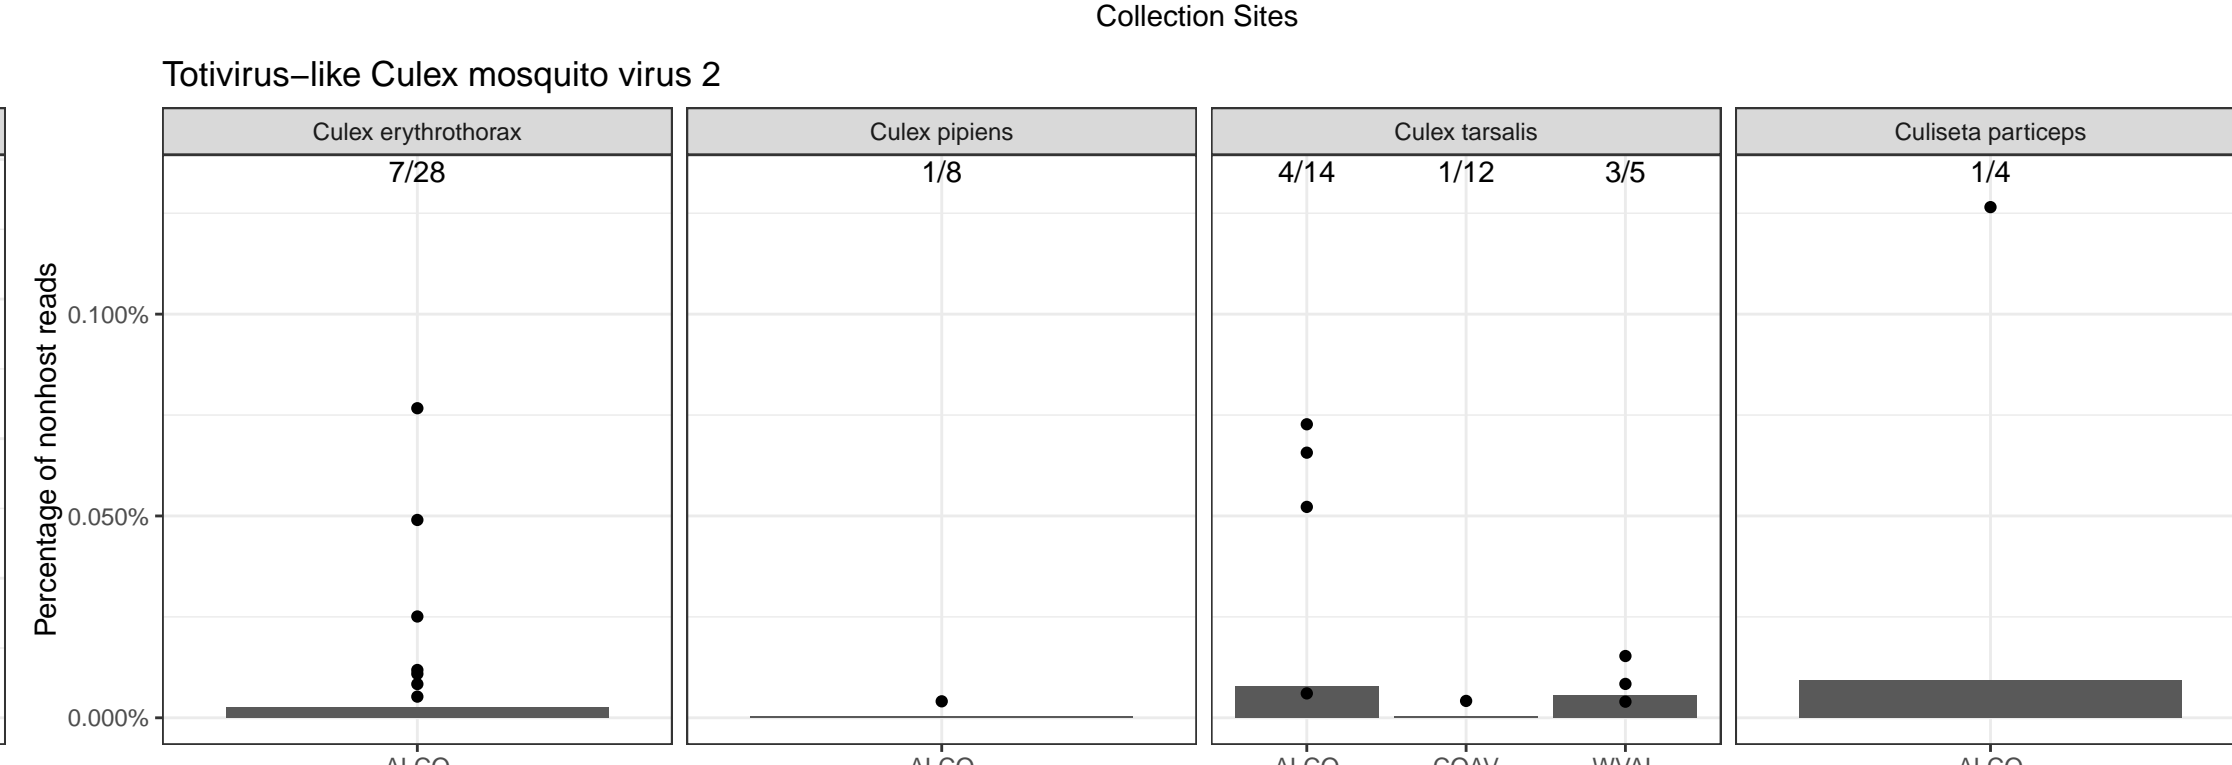 Collection Sites
Totivirus−like Culex mosquito virus 2
Culex erythrothorax
Culex pipiens
Culex tarsalis
Culiseta particeps
7/28
1/8
4/14
1/12
3/5
1/4
Percentage of nonhost reads
0.100%
0.050%
0.000%